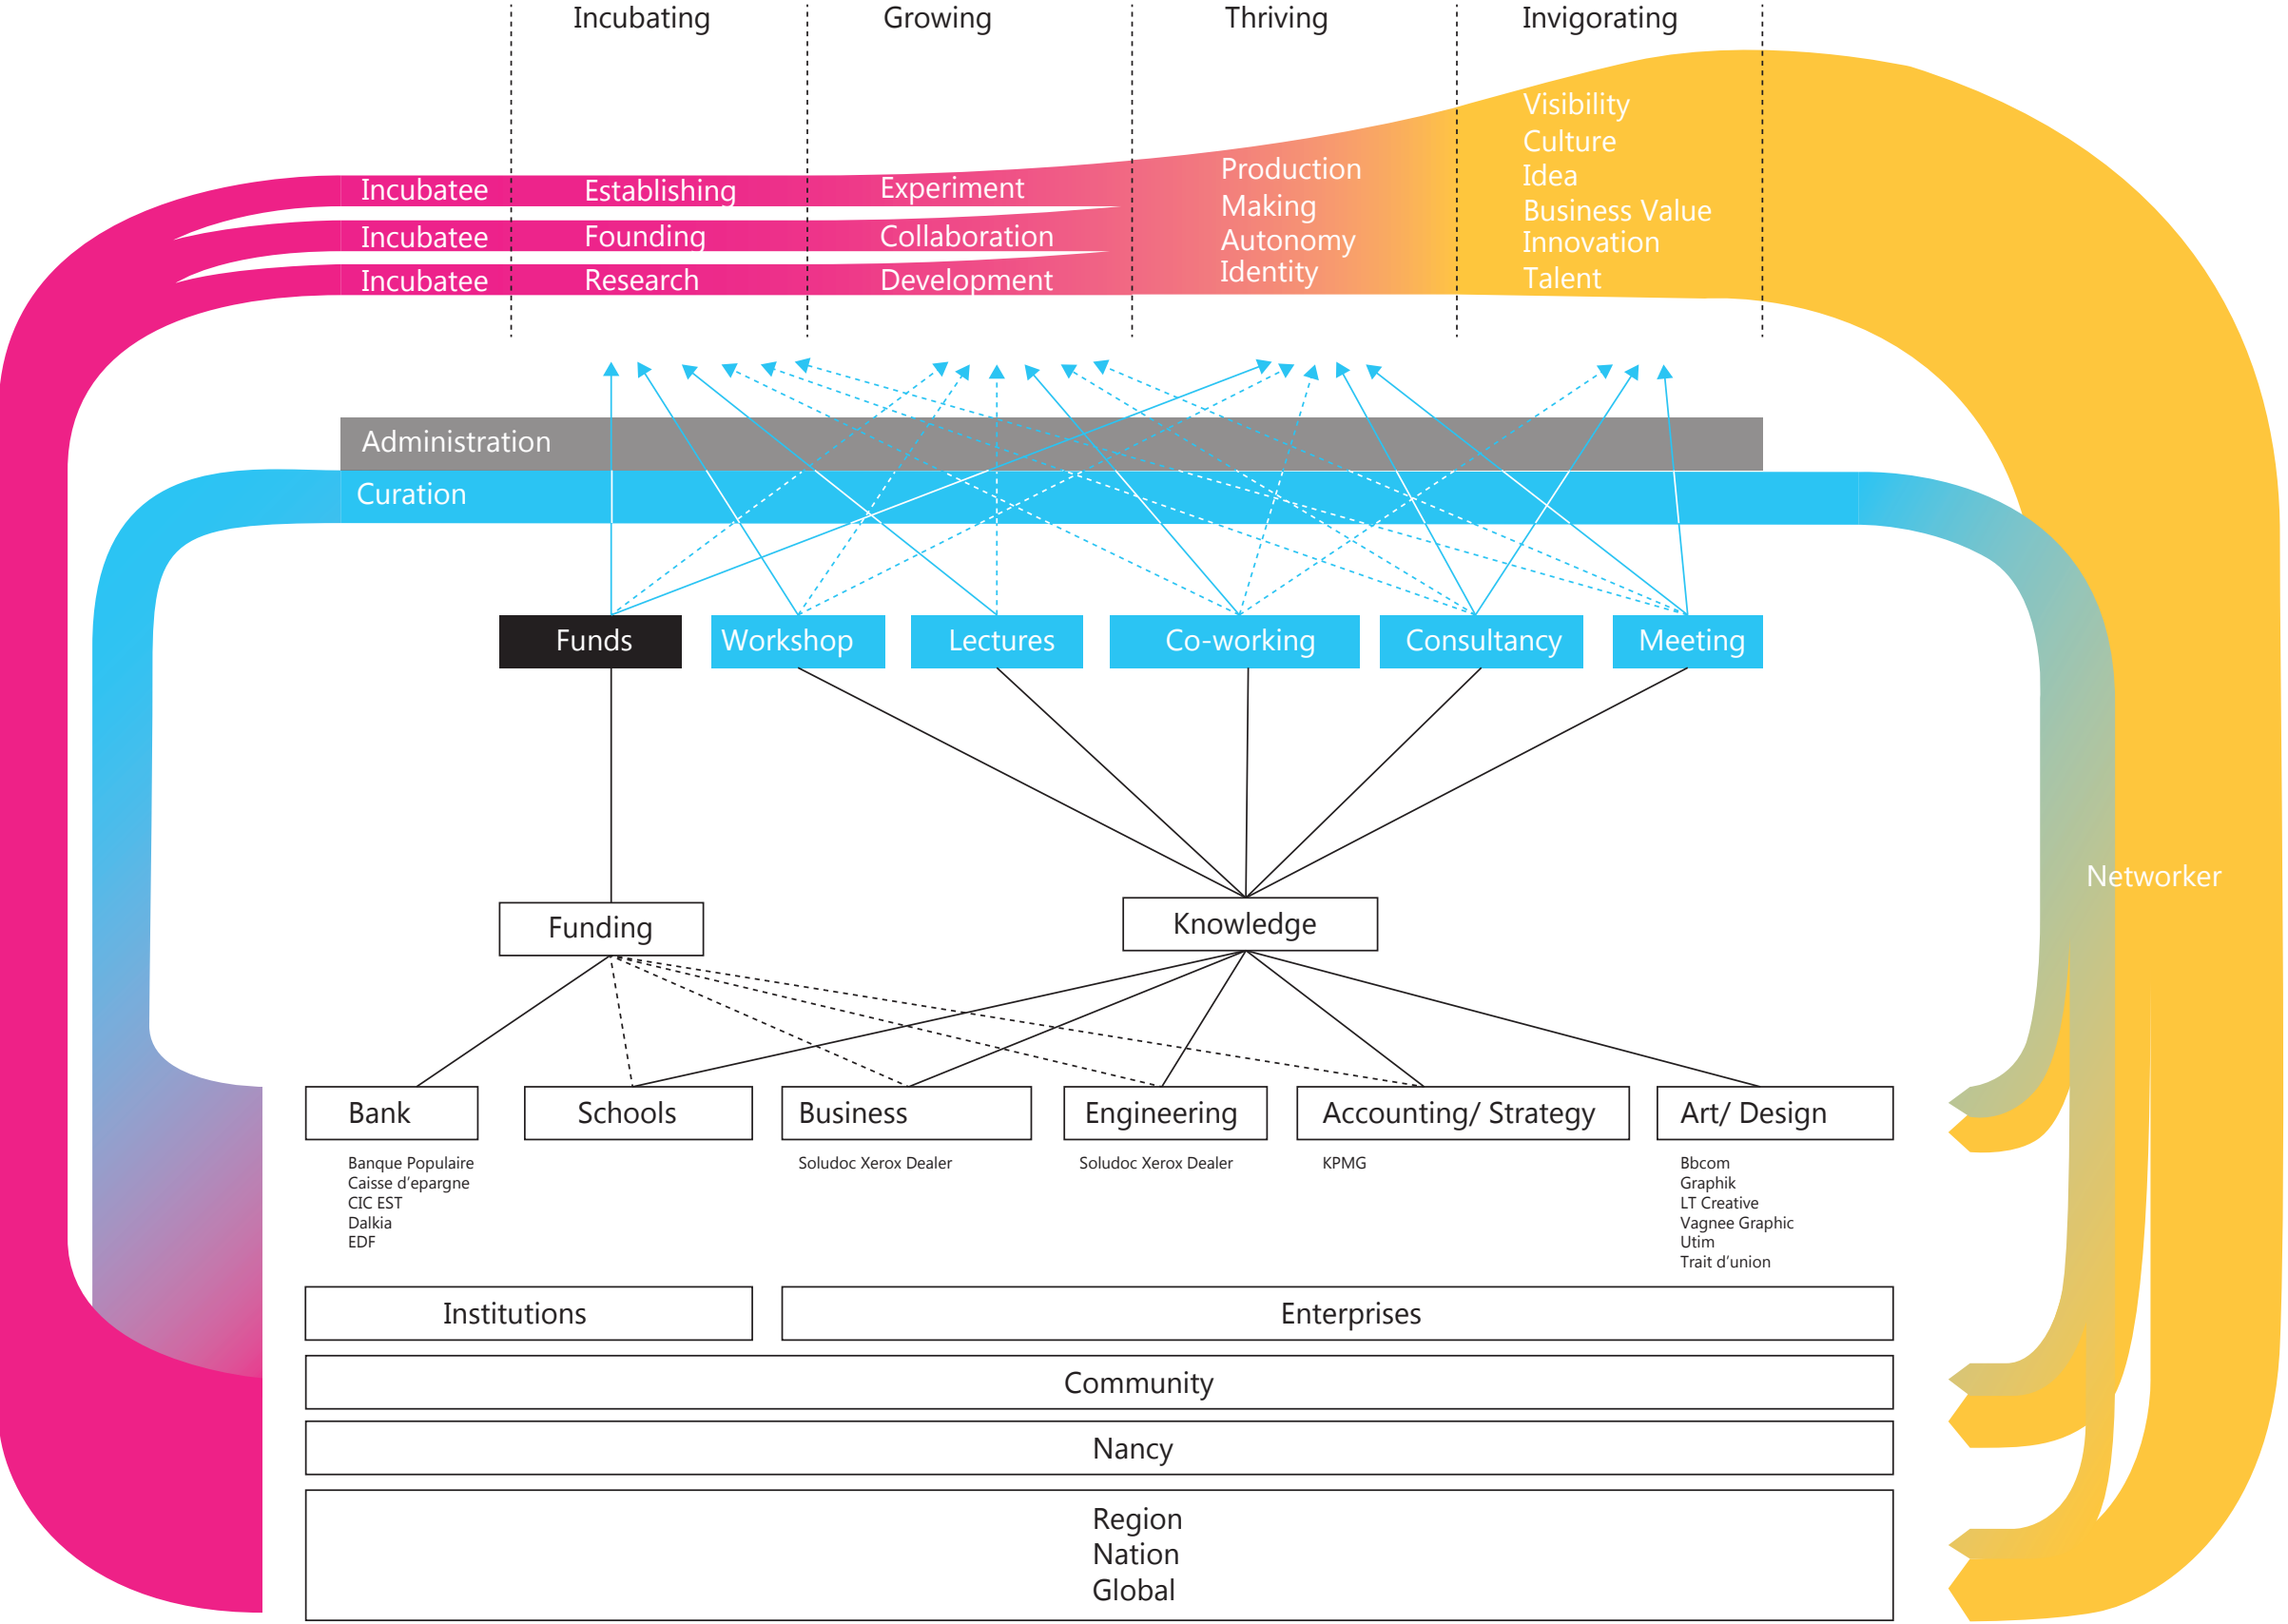 Incubating
Growing
Thriving
Invigorating
Incubatee
Establishing
Experiment
Incubatee
Founding
Collaboration
Incubatee
Research
Development
Production
Making
Autonomy
Identity
Visibility
Culture
Idea
Business Value
Innovation
Talent
Administration
Curation
Funds
Workshop
Lectures
Co-working
Consultancy
Meeting
Networker
Funding
Knowledge
Bank
Schools
Business
Engineering
Accounting/ Strategy
Art/ Design
Banque Populaire
Caisse d'epargne
CIC EST
Dalkia
EDF
Soludoc Xerox Dealer
Soludoc Xerox Dealer
KPMG
Bbcom
Graphik
LT Creative
Vagnee Graphic
Utim
Trait d'union
Institutions
Enterprises
Community
Nancy
Region
Nation
Global